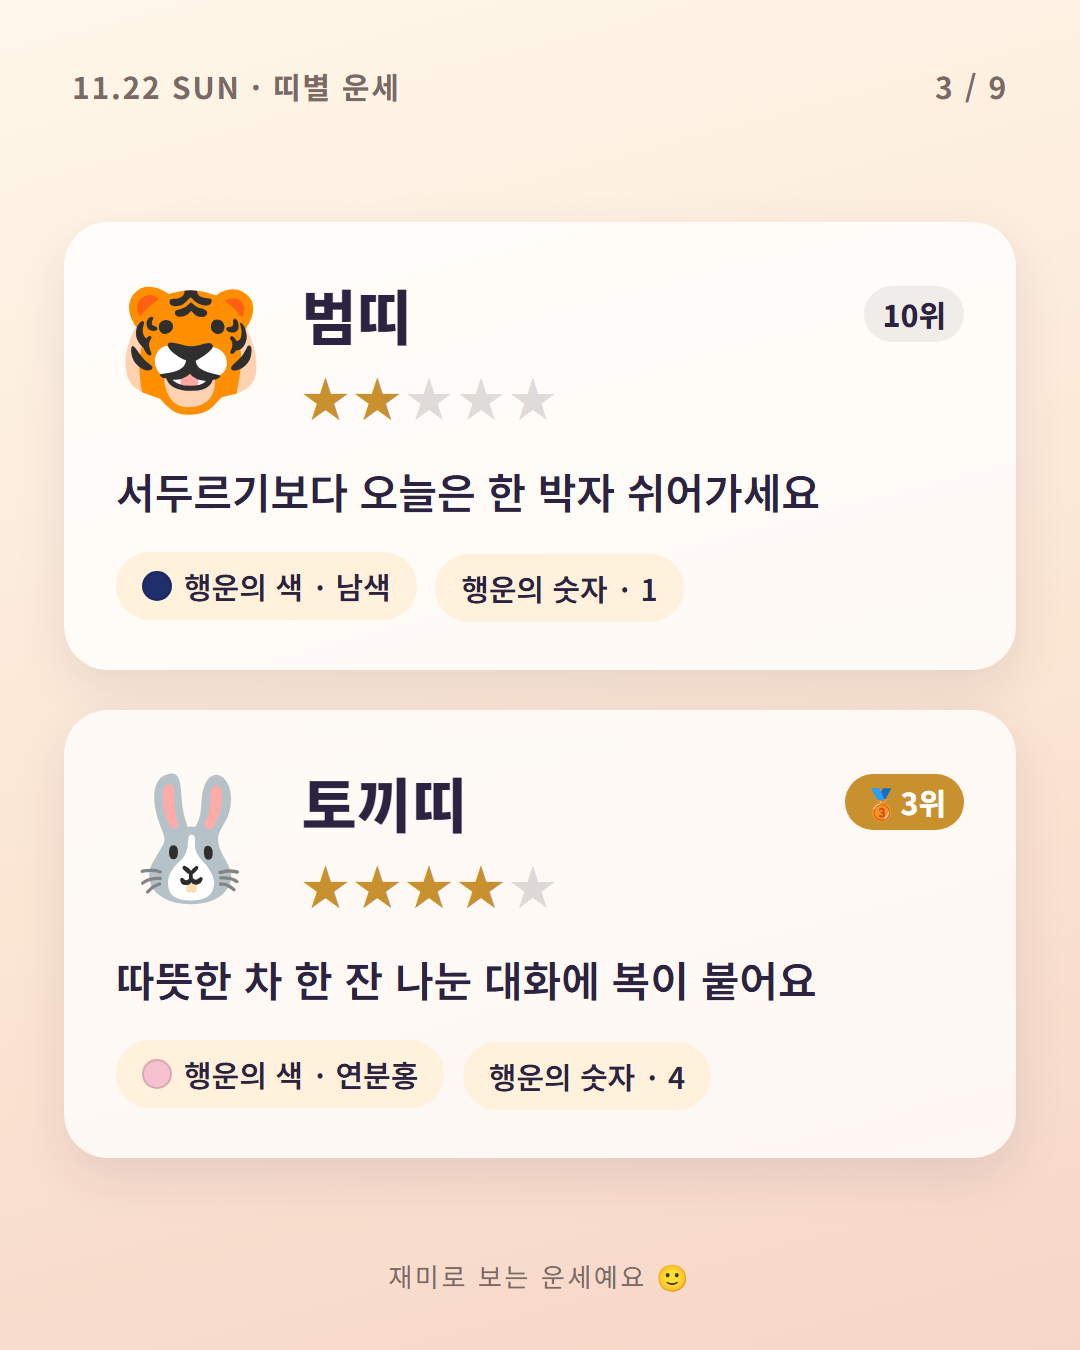 11.22 SUN · 띠별 운세
3 / 9
범띠
10위
★★★★★
서두르기보다 오늘은 한 박자 쉬어가세요
행운의 색 · 남색
행운의 숫자 · 1
토끼띠
🥉3위
★★★★★
따뜻한 차 한 잔 나눈 대화에 복이 붙어요
행운의 색 · 연분홍
행운의 숫자 · 4
재미로 보는 운세예요 🙂